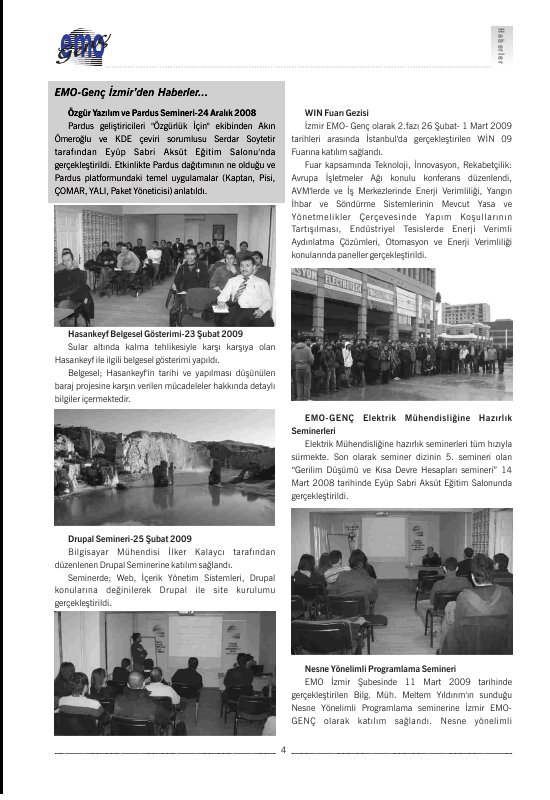 emo
genç
Haberler
EMO-Genç İzmir'den Haberler...
Özgür Yazılım ve Pardus Semineri-24 Aralık 2008
Pardus geliştiricileri "Özgürlük İçin" ekibinden Akın
Ömeroğlu ve KDE çeviri sorumlusu Serdar Soytetir
tarafından Eyüp Sabri Aksüt Eğitim Salonu'nda
gerçekleştirildi. Etkinlikte Pardus dağıtımının ne olduğu ve
Pardus platformundaki temel uygulamalar (Kaptan, Pisi,
ÇOMAR, YALI, Paket Yöneticisi) anlatıldı.
Hasankeyf Belgesel Gösterimi-23 Şubat 2009
Sular altında kalma tehlikesiyle karşı karşıya olan
Hasankeyf ile ilgili belgesel gösterimi yapıldı.
Belgesel; Hasankeyf'in tarihi ve yapılması düşünülen
baraj projesine karşın verilen mücadeleler hakkında detaylı
bilgiler içermektedir.
Drupal Semineri-25 Şubat 2009
Bilgisayar Mühendisi İlker Kalaycı tarafından
düzenlenen Drupal Seminerine katılım sağlandı.
Seminerde; Web, İçerik Yönetim Sistemleri, Drupal
konularına değinilerek Drupal ile site kurulumu
gerçekleştirildi.
WIN Fuarı Gezisi
İzmir EMO- Genç olarak 2.fazı 26 Şubat- 1 Mart 2009
tarihleri arasında İstanbul'da gerçekleştirilen WİN 09
Fuarına katılım sağlandı.
Fuar kapsamında Teknoloji, İnnovasyon, Rekabetçilik:
Avrupa İşletmeler Ağı konulu konferans düzenlendi,
AVM'lerde ve İş Merkezlerinde Enerji Verimliliği, Yangın
İhbar ve Söndürme Sistemlerinin Mevcut Yasa ve
Yönetmelikler Çerçevesinde Yapım Koşullarının
Tartışılması, Endüstriyel Tesislerde Enerji Verimli
Aydınlatma Çözümleri, Otomasyon ve Enerji Verimliliği
konularında paneller gerçekleştirildi.
EMO-GENÇ Elektrik Mühendisliğine Hazırlık
Seminerleri
Elektrik Mühendisliğine hazırlık seminerleri tüm hızıyla
sürmekte. Son olarak seminer dizinin 5. semineri olan
"Gerilim Düşümü ve Kısa Devre Hesapları semineri" 14
Mart 2008 tarihinde Eyüp Sabri Aksüt Eğitim Salonunda
gerçekleştirildi.
Nesne Yönelimli Programlama Semineri
EMO İzmir Şubesinde 11 Mart 2009 tarihinde
gerçekleştirilen Bilg. Müh. Meltem Yıldırım'ın sunduğu
Nesne Yönelimli Programlama seminerine İzmir EMO-
GENÇ olarak katılım sağlandı. Nesne yönelimli
4